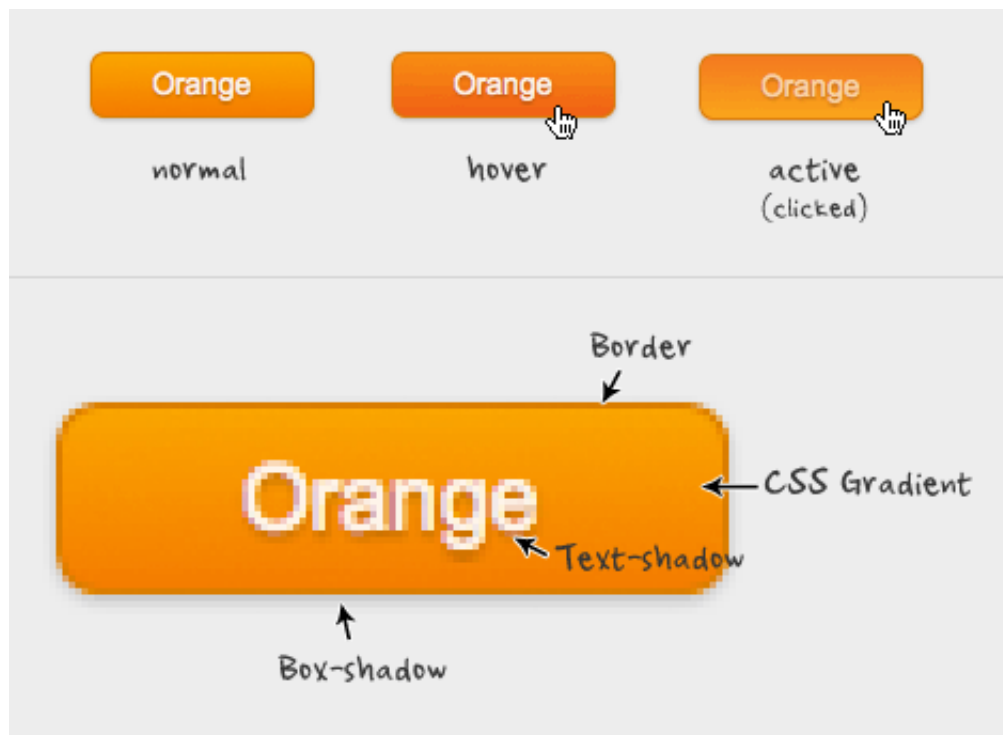 Orange
Orange
Orange
normal
hover
active
(clicked)
Border
Orange
CSS Gradient
Text-shadow
Box-shadow